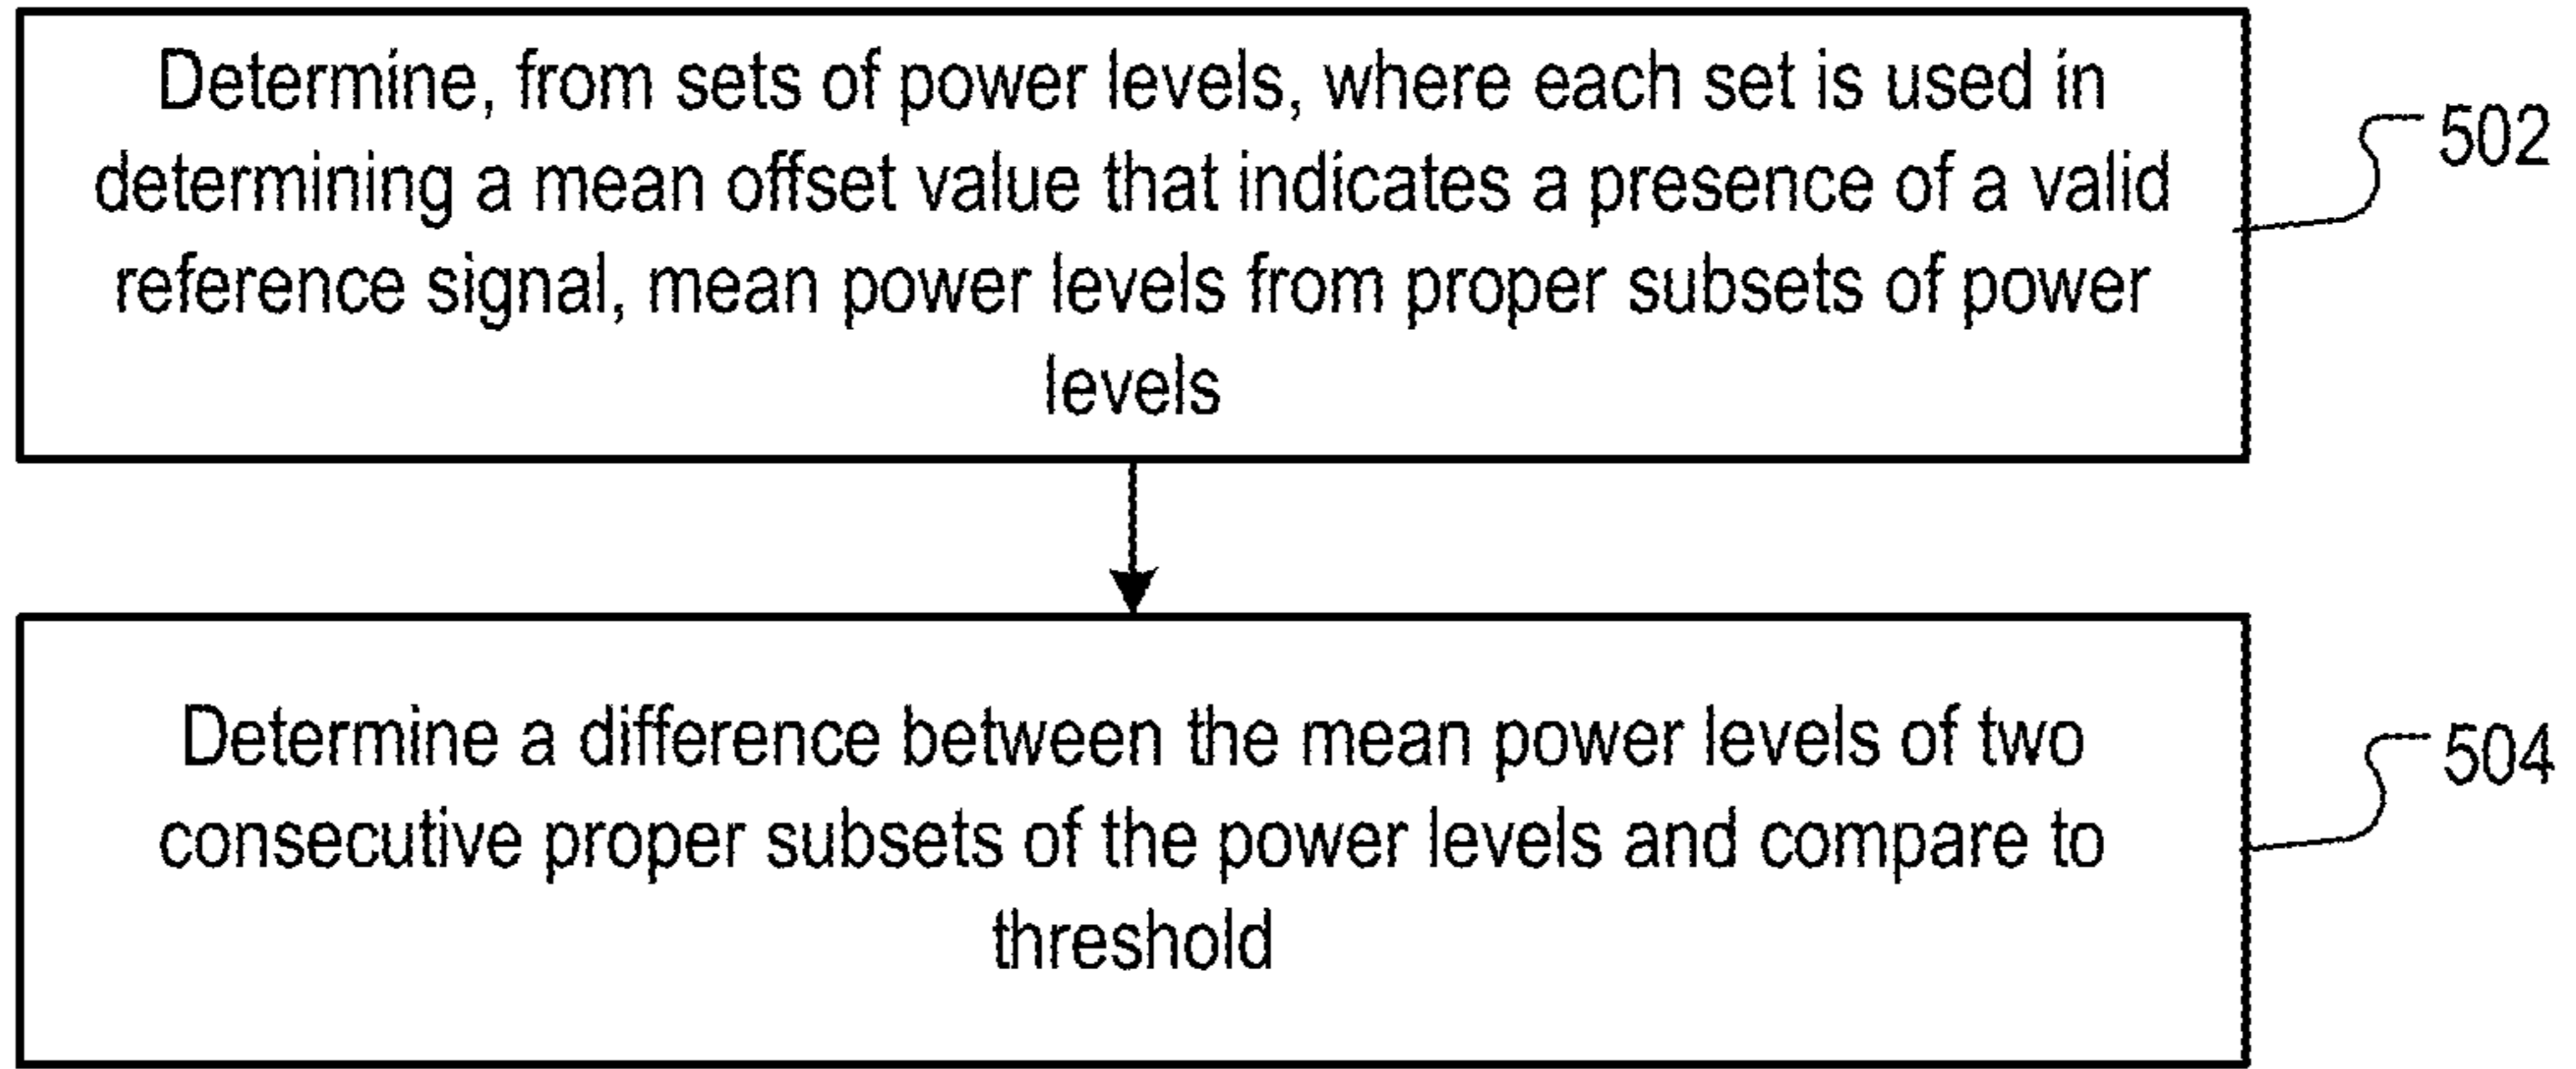 Determine, from sets of power levels, where each set is used in
determining a mean offset value that indicates a presence of a valid
reference signal, mean power levels from proper subsets of power
levels
502
Determine a difference between the mean power levels of two
consecutive proper subsets of the power levels and compare to
threshold
504